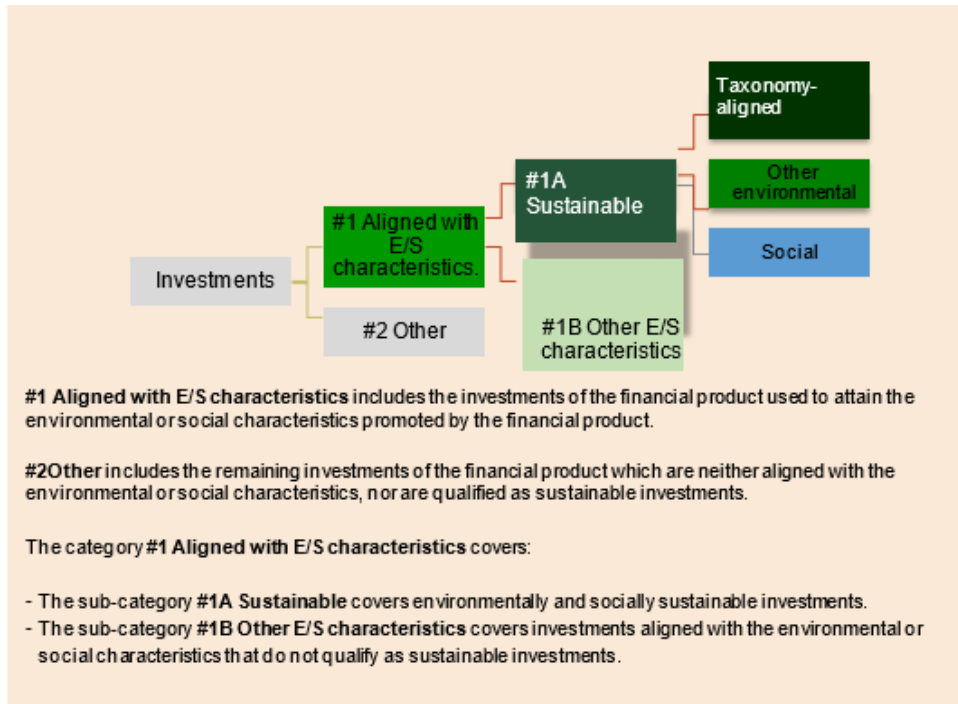 Taxonomy-
aligned
#1A
Sustainable
Other
environmental
#1 Aligned with
E/S
characteristics.
Social
Investments
#2 Other
#1B Other E/S
characteristics
#1 Aligned with E/S characteristics includes the investments of the financial product used to attain the
environmental or social characteristics promoted by the financial product.
#2Other includes the remaining investments of the financial product which are neither aligned with the
environmental or social characteristics, nor are qualified as sustainable investments.
The category #1 Aligned with E/S characteristics covers:
- The sub-category #1A Sustainable covers environmentally and socially sustainable investments.
- The sub-category #1B Other E/S characteristics covers investments aligned with the environmental or
social characteristics that do not qualify as sustainable investments.